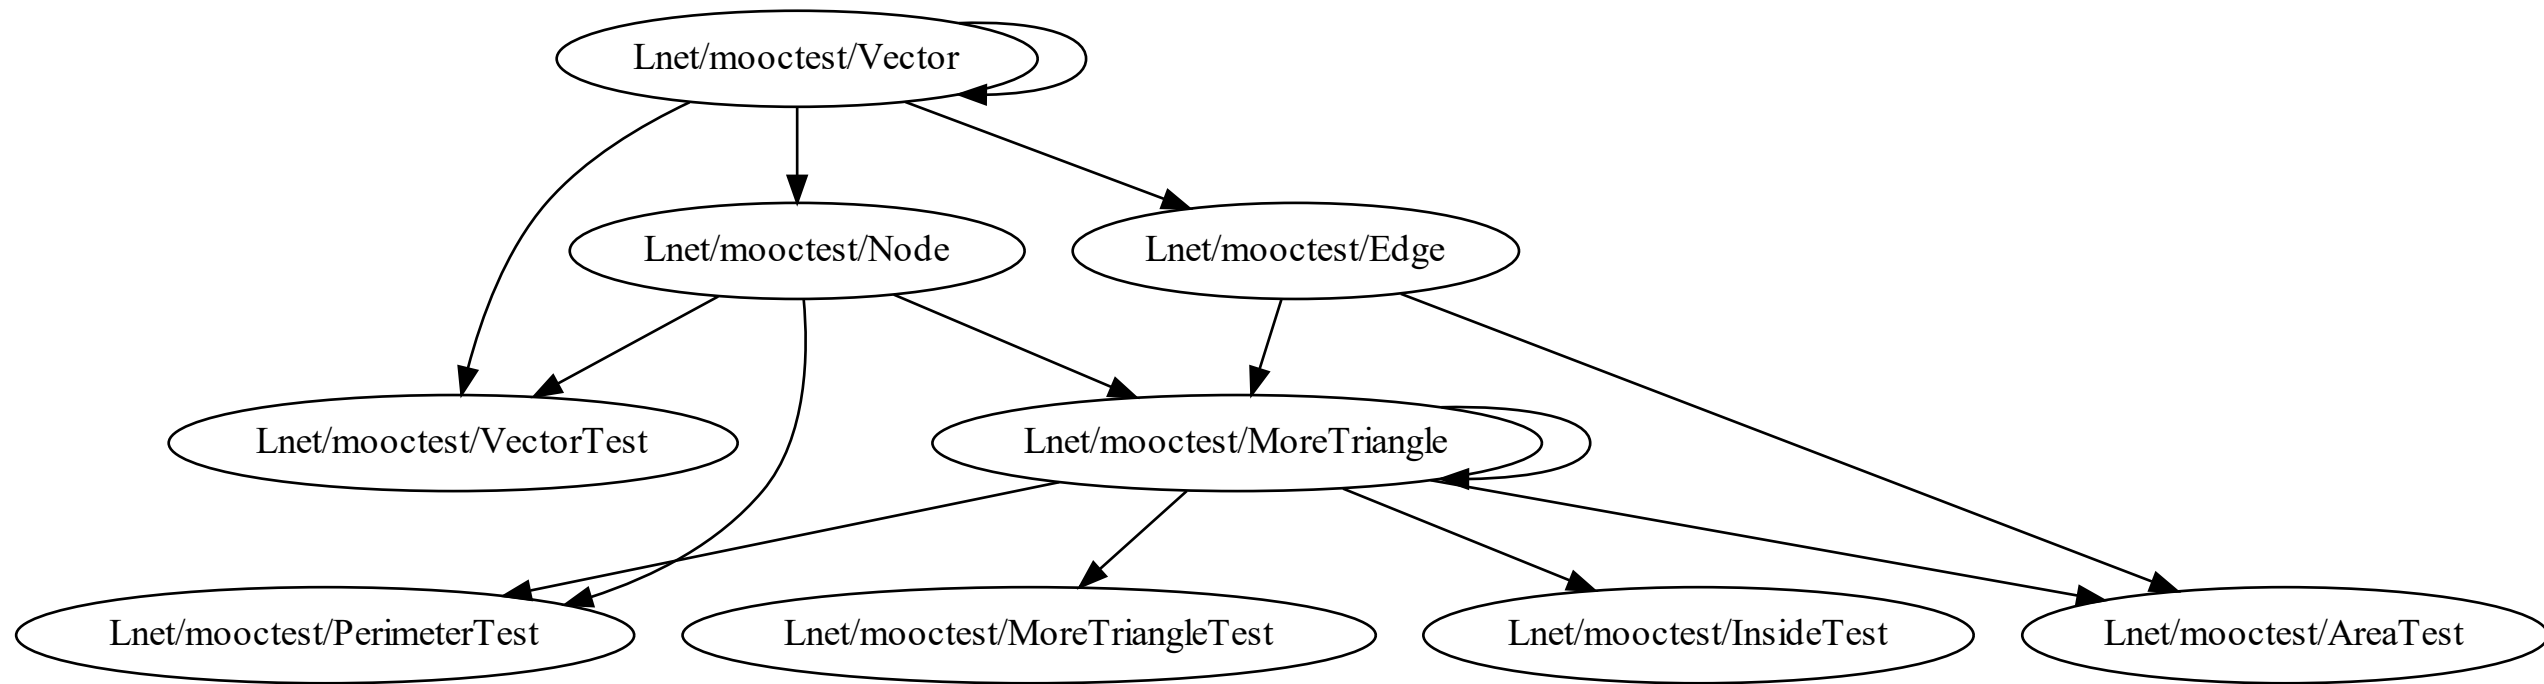 Lnet/mooctest/Vector
Lnet/mooctest/Node
Lnet/mooctest/Edge
Lnet/mooctest/VectorTest
Lnet/mooctest/MoreTriangle
Lnet/mooctest/PerimeterTest
Lnet/mooctest/MoreTriangleTest
Lnet/mooctest/InsideTest
Lnet/mooctest/AreaTest